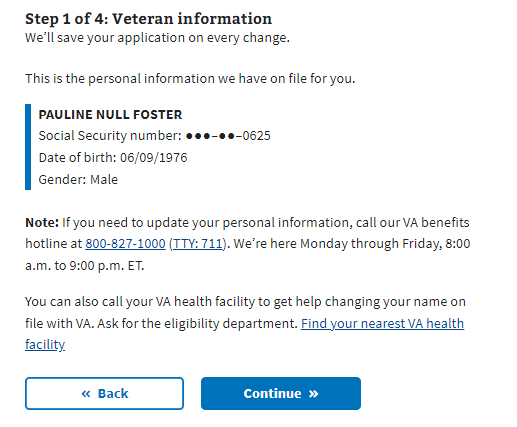 Step 1 of 4: Veteran information
We'll save your application on every change.
This is the personal information we have on file for you.
PAULINE NULL FOSTER
Social Security number: ●●●–●●–0625
Date of birth: 06/09/1976
Gender: Male
Note: If you need to update your personal information, call our VA benefits
hotline at 800-827-1000 (TTY: 711). We're here Monday through Friday, 8:00
a.m. to 9:00 p.m. ET.
You can also call your VA health facility to get help changing your name on
file with VA. Ask for the eligibility department. Find your nearest VA health
facility
« Back
Continue »